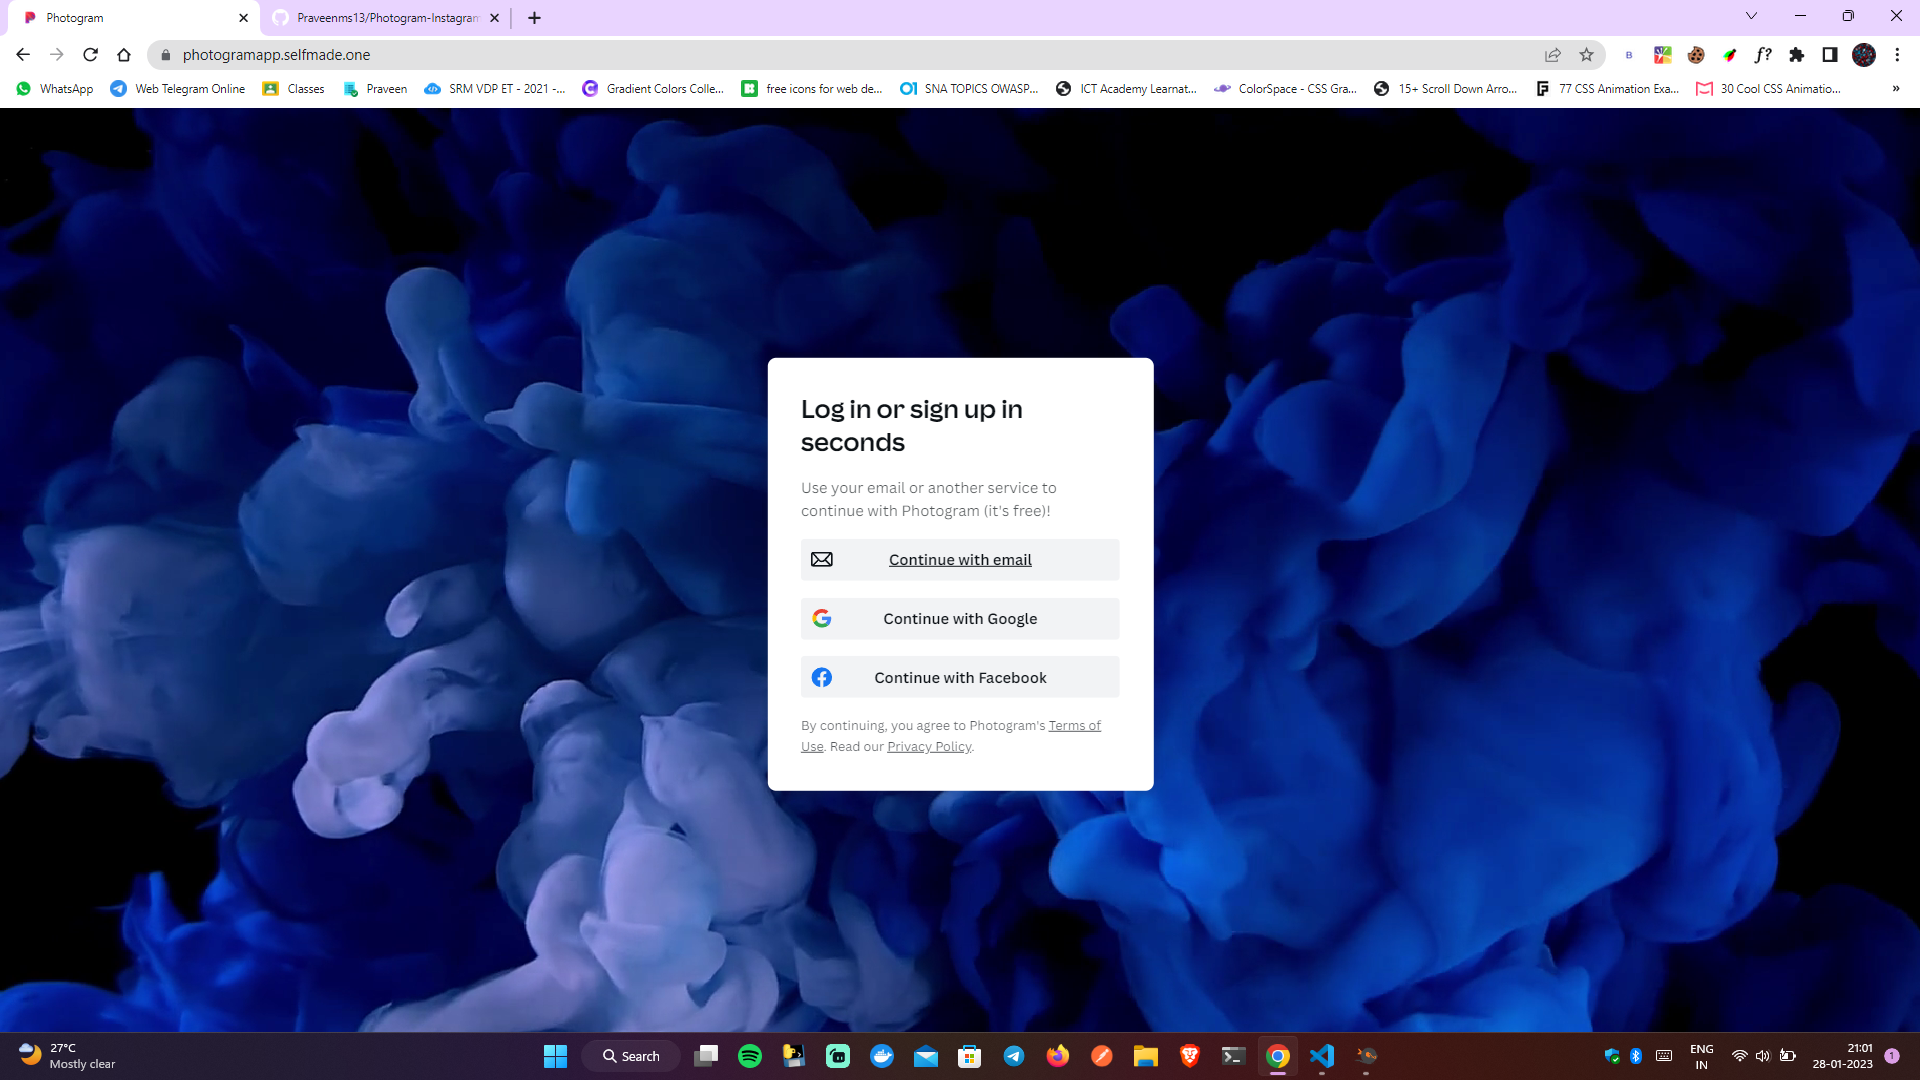 Photogram
Praveenms13/Photogram-Instagram
photogramapp.selfmade.one
B
f?
WhatsApp
Web Telegram Online
Classes
Praveen
SRM VDP ET - 2021 -...
Gradient Colors Colle...
free icons for web de...
SNA TOPICS OWASP...
ICT Academy Learnat...
ColorSpace - CSS Gra...
15+ Scroll Down Arro...
77 CSS Animation Exa...
30 Cool CSS Animatio...
»
Log in or sign up in
seconds
Use your email or another service to
continue with Photogram (it's free)!
Continue with email
Continue with Google
Continue with Facebook
By continuing, you agree to Photogram's Terms of
Use. Read our Privacy Policy.
27°C
Mostly clear
Search
ENG
IN
21:01
28-01-2023
1